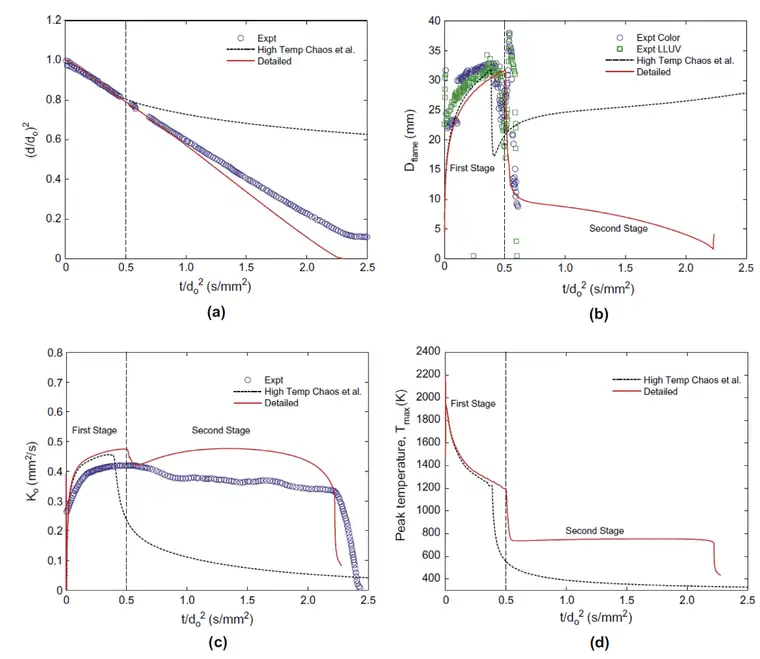 1.2
1.0
0.8
0.6
0.4
0.2
0
(d/dₒ)²
Expt
High Temp Chaos et al.
Detailed
0
0.5
1.0
1.5
2.0
2.5
t/dₒ² (s/mm²)
(a)
40
35
30
25
20
15
10
5
0
D_flame (mm)
Expt Color
Expt LLUV
High Temp Chaos et al.
Detailed
First Stage
Second Stage
0
0.5
1.0
1.5
2.0
2.5
t/dₒ² (s/mm²)
(b)
0.8
0.7
0.6
0.5
0.4
0.3
0.2
0.1
0
K_b (mm²/s)
Expt
High Temp Chaos et al.
Detailed
First Stage
Second Stage
0
0.5
1.0
1.5
2.0
2.5
t/dₒ² (s/mm²)
(c)
2400
2200
2000
1800
1600
1400
1200
1000
800
600
400
Peak temperature, T_max (K)
High Temp Chaos et al.
Detailed
First Stage
Second Stage
0
0.5
1.0
1.5
2.0
2.5
t/dₒ² (s/mm²)
(d)